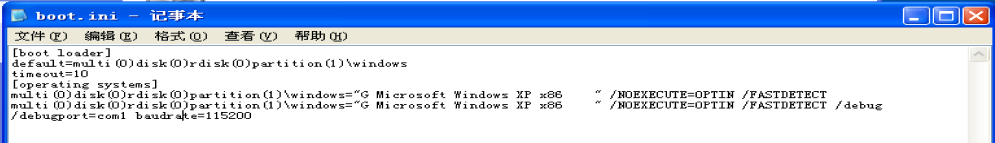 boot.ini - 记事本
文件(F) 编辑(E) 格式(O) 查看(V) 帮助(H)
[boot loader]
default=multi(0)disk(0)rdisk(0)partition(1)\windows
timeout=10
[operating systems]
multi(0)disk(0)rdisk(0)partition(1)\windows="G Microsoft Windows XP x86    " /NOEXECUTE=OPTIN /FASTDETECT
multi(0)disk(0)rdisk(0)partition(1)\windows="G Microsoft Windows XP x86    " /NOEXECUTE=OPTIN /FASTDETECT /debug
/debugport=com1 baudrate=115200